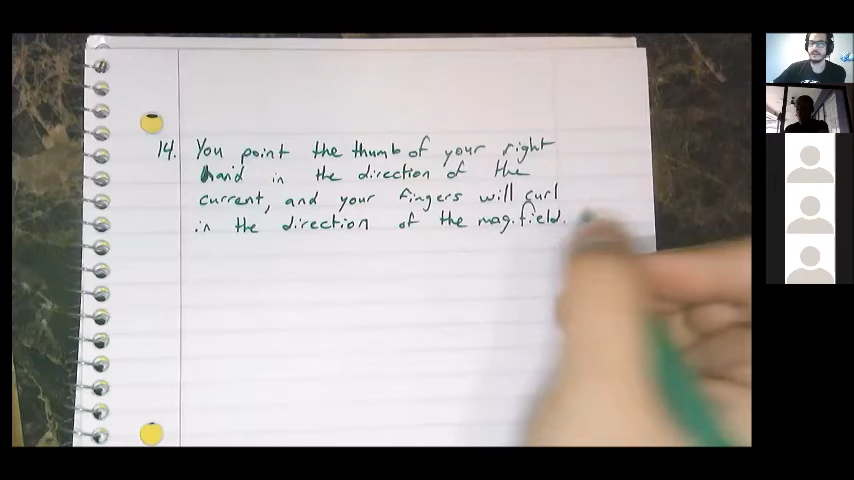 14. You point the thumb of your right
hand in the direction of the
current, and your fingers will curl
in the direction of the mag. field.